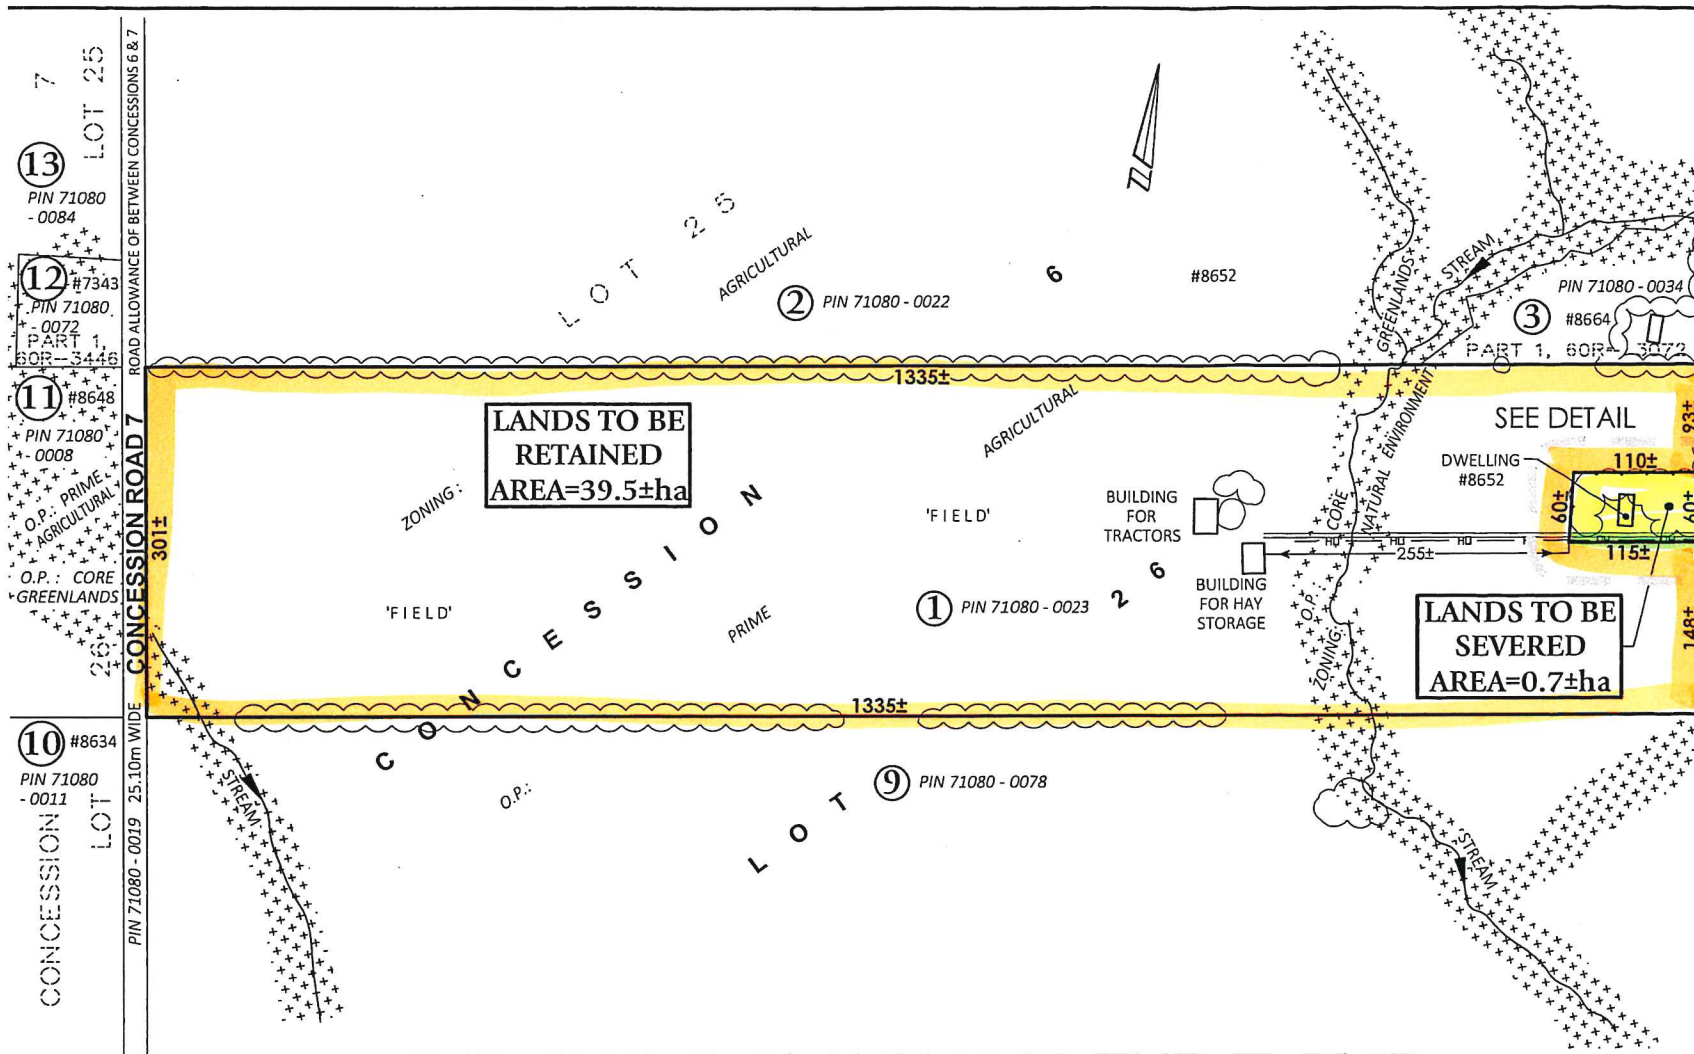 CONCESSION 7
LOT 25
13
PIN 71080
- 0084
12 #7343
PIN 71080
- 0072
PART 1,
60R-3446
11 #8648
PIN 71080
- 0008
O.P.: PRIME
AGRICULTURAL
O.P.: CORE
GREENLANDS
26
10 #8634
PIN 71080
- 0011
LOT
CONCESSION
ROAD ALLOWANCE OF BETWEEN CONCESSIONS 6 & 7
CONCESSION ROAD 7
PIN 71080 - 0019 25.10m WIDE
301±
LOT 25
AGRICULTURAL
2 PIN 71080 - 0022
6
#8652
n
GREENLANDS
STREAM
PIN 71080 - 0034
3 #8664
PART 1, 60R-3072
1335±
LANDS TO BE
RETAINED
AREA=39.5±ha
ZONING:
AGRICULTURAL
'FIELD'
'FIELD'
PRIME
CONCESSION
1 PIN 71080 - 0023
26
BUILDING
FOR
TRACTORS
BUILDING
FOR HAY
STORAGE
HU HU HU
255±
O.P.: CORE
ZONING:
NATURAL ENVIRONMENT
SEE DETAIL
93±
DWELLING
#8652
110±
60±
60±
115±
148±
LANDS TO BE
SEVERED
AREA=0.7±ha
1335±
STREAM
O.P.:
LOT
9 PIN 71080 - 0078
STREAM